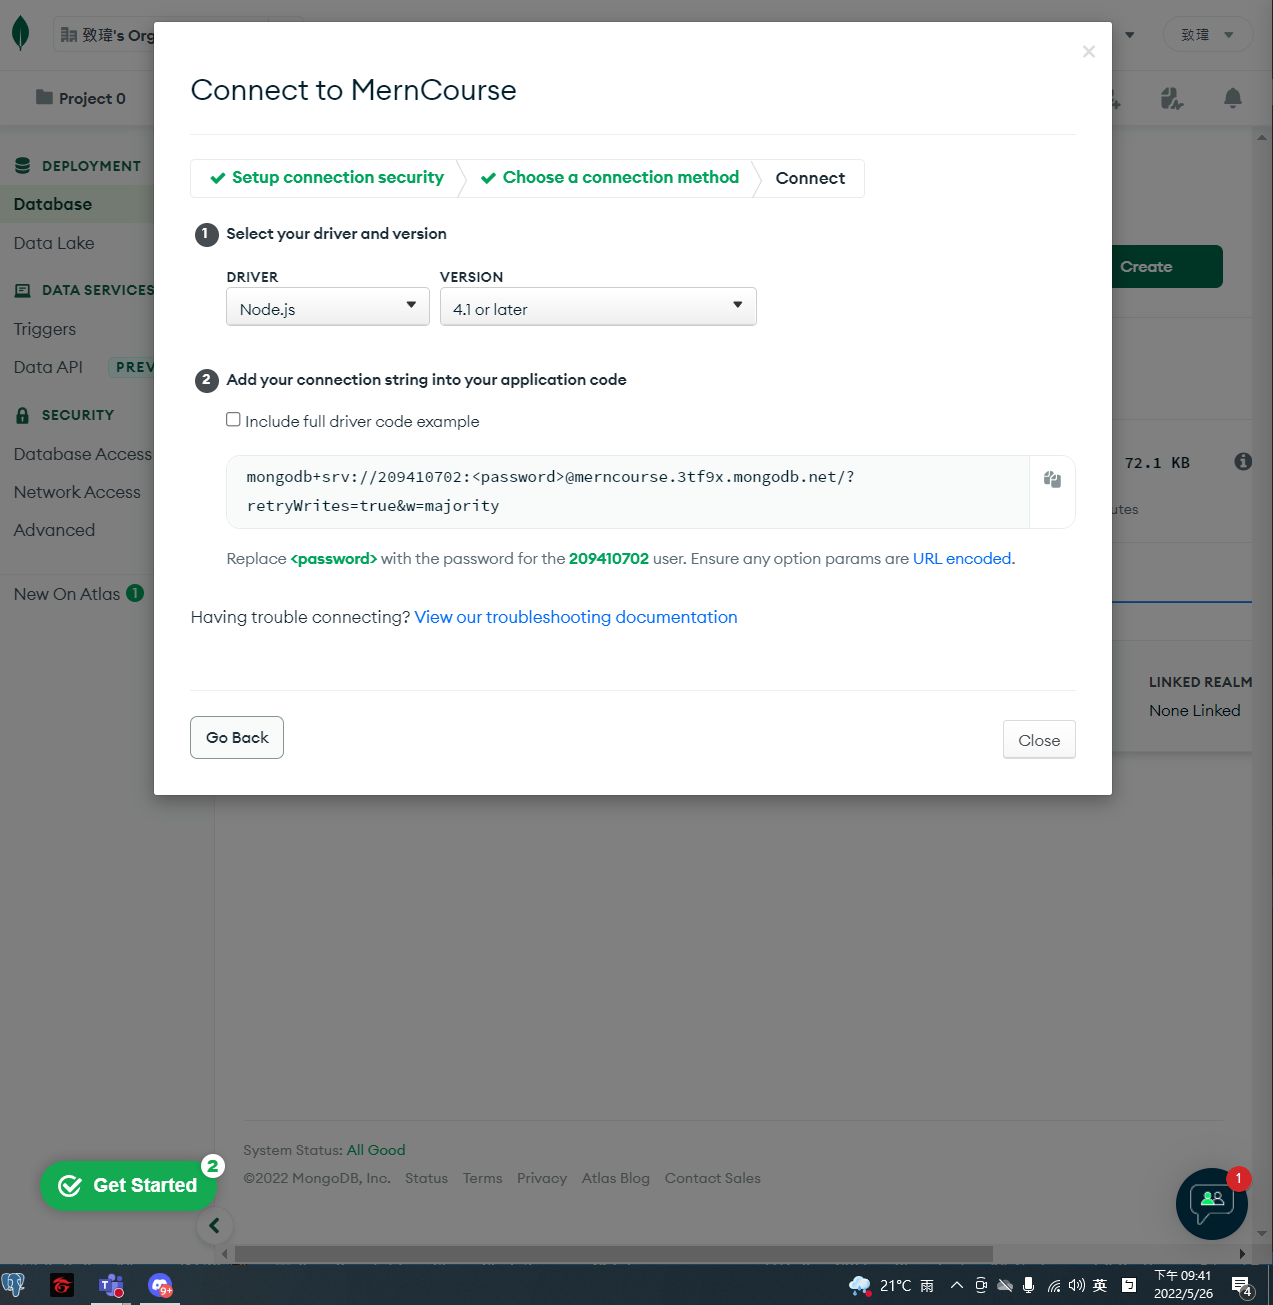 致瑋's Org
致瑋
Project 0
DEPLOYMENT
Database
Data Lake
DATA SERVICES
Triggers
Data API PREV
SECURITY
Database Access
Network Access
Advanced
New On Atlas 1
Connect to MernCourse
Setup connection security
Choose a connection method
Connect
1 Select your driver and version
DRIVER VERSION
Node.js 4.1 or later
2 Add your connection string into your application code
Include full driver code example
mongodb+srv://209410702:<password>@merncourse.3tf9x.mongodb.net/?
retryWrites=true&w=majority
Replace <password> with the password for the 209410702 user. Ensure any option params are URL encoded.
Having trouble connecting? View our troubleshooting documentation
Go Back
Close
Create
72.1 KB
utes
LINKED REALM
None Linked
System Status: All Good
©2022 MongoDB, Inc. Status Terms Privacy Atlas Blog Contact Sales
Get Started 2
1
9+
21°C 雨
英
下午 09:41
2022/5/26
4